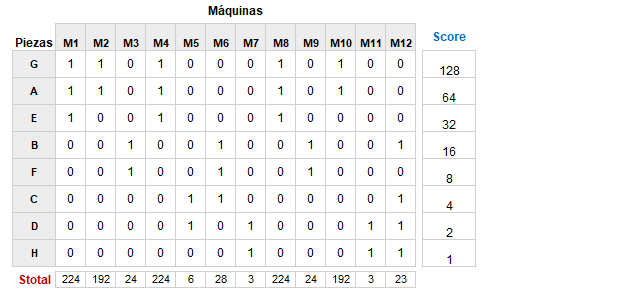 Máquinas
Piezas M1 M2 M3 M4 M5 M6 M7 M8 M9 M10 M11 M12 Score
G 1 1 0 1 0 0 0 1 0 1 0 0 128
A 1 1 0 1 0 0 0 1 0 1 0 0 64
E 1 0 0 1 0 0 0 1 0 0 0 0 32
B 0 0 1 0 0 1 0 0 1 0 0 1 16
F 0 0 1 0 0 1 0 0 1 0 0 0 8
C 0 0 0 0 1 1 0 0 0 0 0 1 4
D 0 0 0 0 1 0 1 0 0 0 1 1 2
H 0 0 0 0 0 0 1 0 0 0 1 1 1
Stotal 224 192 24 224 6 28 3 224 24 192 3 23